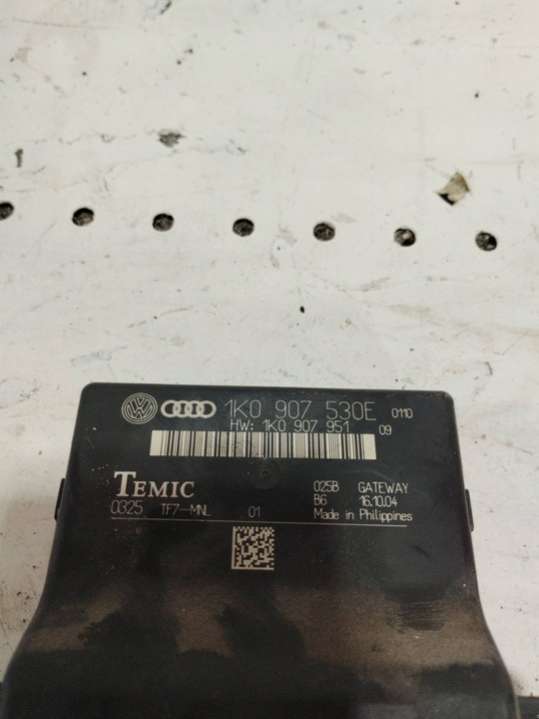 1K0 907 530E 0110
HW: 1K0 907 951 09
TEMIC 025B GATEWAY
B6 16.10.04
0325 TF7-MNL 01 Made in Philippines